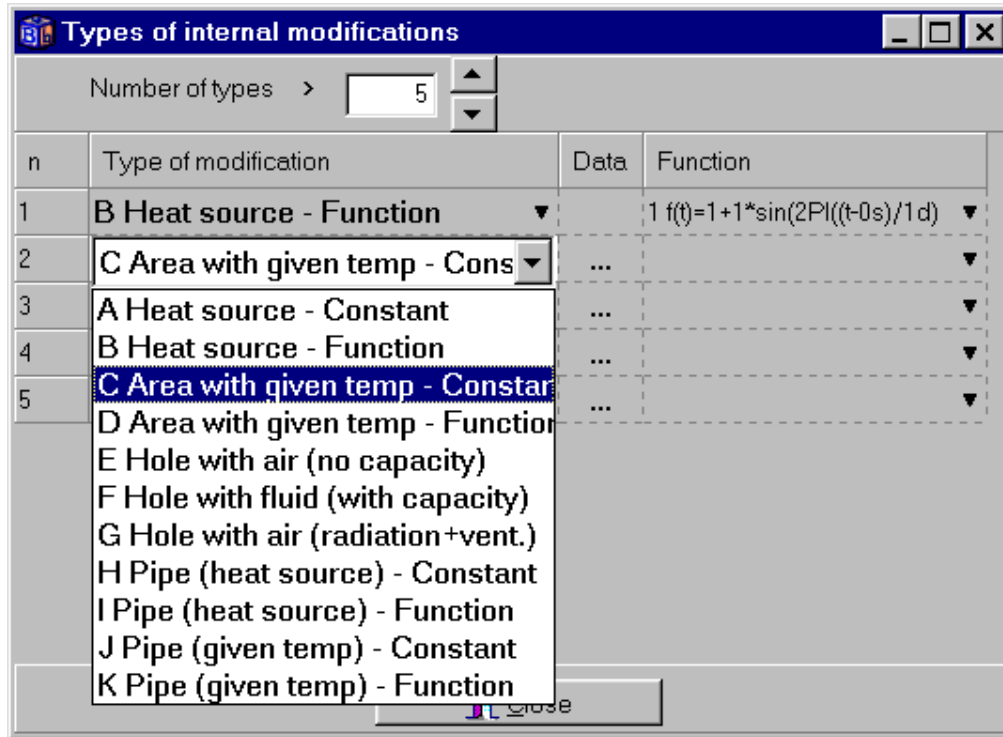 Types of internal modifications
Number of types > 5
n Type of modification Data Function
1 B Heat source - Function 1 f(t)=1+1*sin(2PI((t-0s)/1d)
2 C Area with given temp - Cons ...
3 ...
4 ...
5 ...
A Heat source - Constant
B Heat source - Function
C Area with given temp - Constan
D Area with given temp - Function
E Hole with air (no capacity)
F Hole with fluid (with capacity)
G Hole with air (radiation+vent.)
H Pipe (heat source) - Constant
I Pipe (heat source) - Function
J Pipe (given temp) - Constant
K Pipe (given temp) - Function
Close